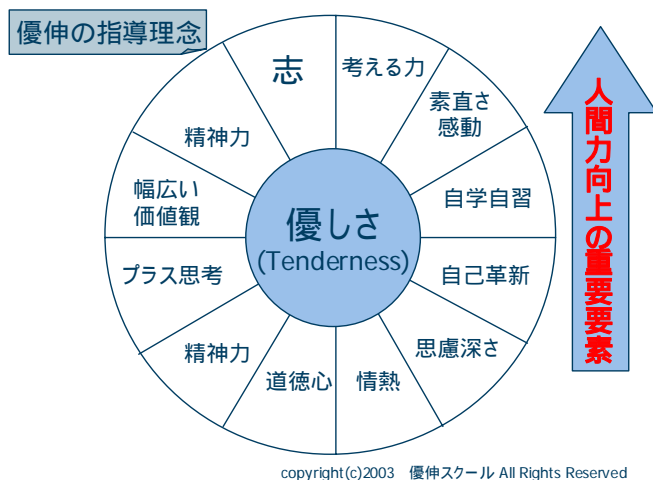 優伸の指導理念
志
考える力
素直さ
感動
自学自習
自己革新
思慮深さ
情熱
道徳心
精神力
プラス思考
幅広い
価値観
精神力
優しさ
(Tenderness)
人間力向上の重要要素
copyright(c)2003 優伸スクール All Rights Reserved